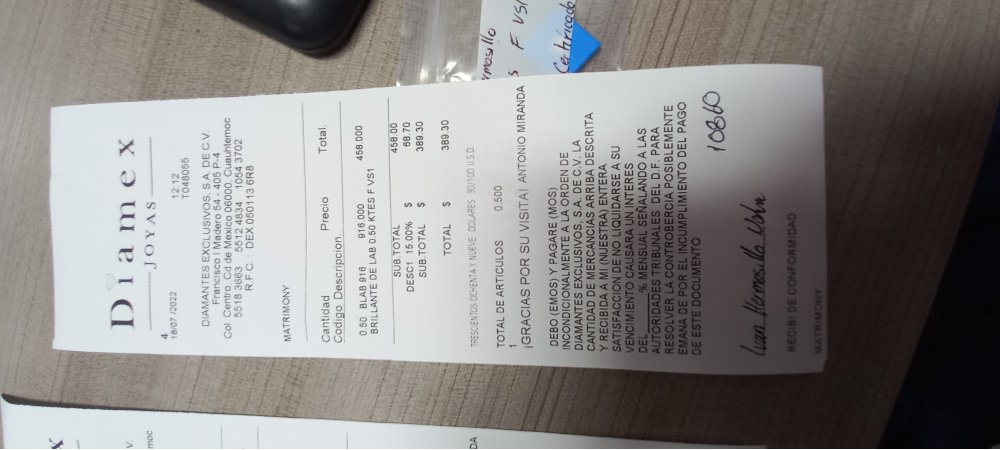 Diamex
JOYAS
4
18/07 /2022 12:12
T048055
DIAMANTES EXCLUSIVOS, S.A. DE C.V.
Francisco I Madero 54 - 405 P-4
Col. Centro, Cd de Mexico 06000, Cuauhtemoc
5518 3663 5512 4834 1054 3702
R.F.C. : DEX 050113 6R8
MATRIMONY
Cantidad Precio Total.
Codigo Descripcion
0.50 BLAB 916 916.000 458.000
BRILLANTE DE LAB 0.50 KTES F VS1
SUB.TOTAL 458.00
DESC1 15.00% $ 68.70
SUB.TOTAL $ 389.30
TOTAL $ 389.30
TRESCIENTOS OCHENTA Y NUEVE DOLARES 30/100 U.S.D.
TOTAL DE ARTICULOS 0.500
1
¡GRACIAS POR SU VISITA! ANTONIO MIRANDA
DEBO (EMOS) Y PAGARE (MOS)
INCONDICIONALMENTE A LA ORDEN DE
DIAMANTES EXCLUSIVOS, S.A. DE C.V. LA
CANTIDAD DE MERCANCIAS ARRIBA DESCRITA
Y RECIBIDA A MI (NUESTRA) ENTERA
SATISFACCION DE NO LIQUIDARSE A SU
VENCIMIENTO CAUSARA UN INTERES
DEL % MENSUAL SEÑALANDO A LAS
AUTORIDADES TRIBUNALES DEL D.F. PARA
RESOLVER LA CONTROBERCIA POSIBLEMENTE
EMANA DE POR EL INCUMPLIMIENTO DEL PAGO
DE ESTE DOCUMENTO
10860
Ivan Hermosillo
RECIBI DE CONFORMIDAD
MATRIMONY
ermosillo
s F VS1
Certificado
x
V.
moc
DA